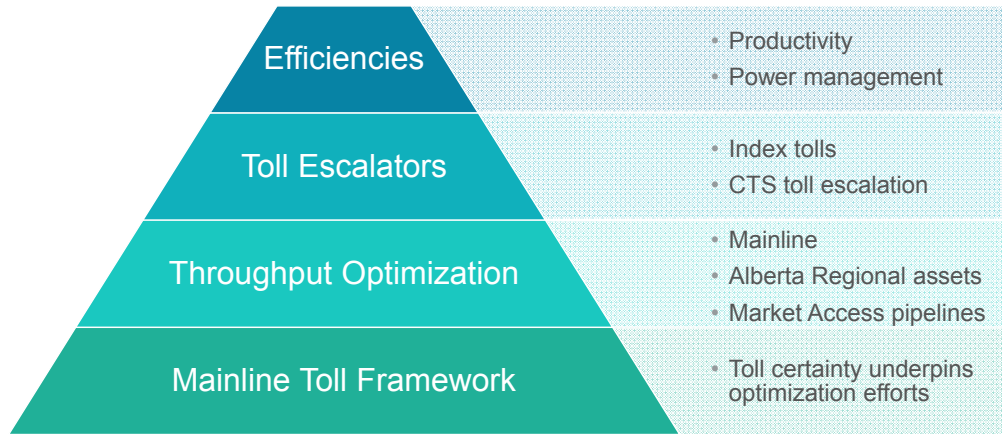 Efficiencies
• Productivity
• Power management
Toll Escalators
• Index tolls
• CTS toll escalation
Throughput Optimization
• Mainline
• Alberta Regional assets
• Market Access pipelines
Mainline Toll Framework
• Toll certainty underpins
optimization efforts